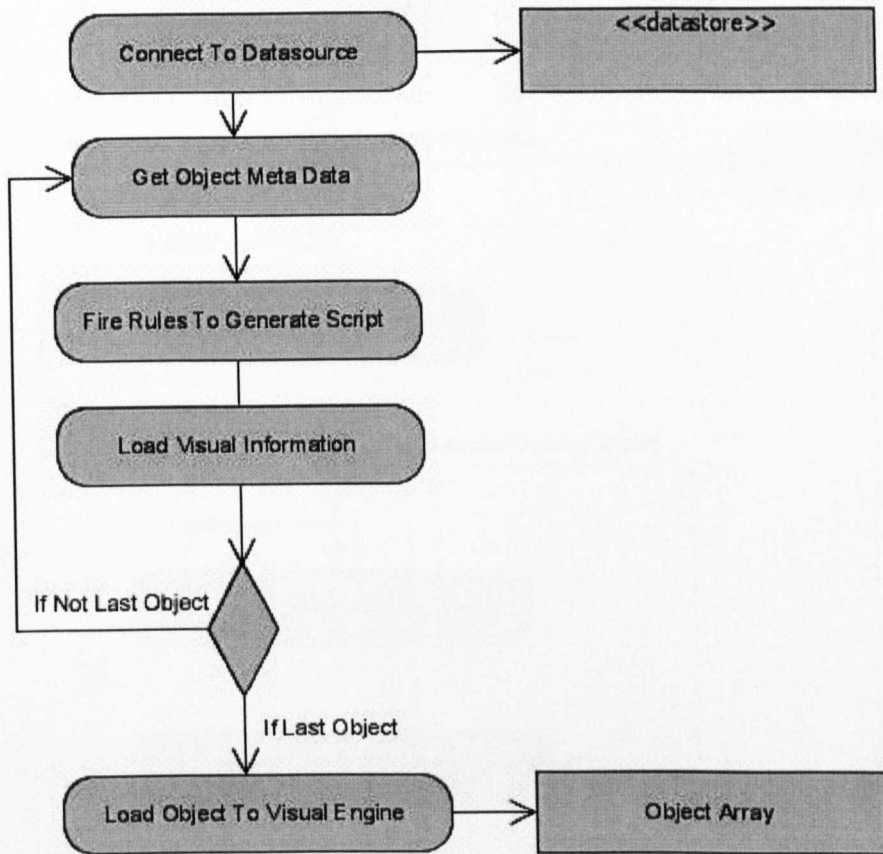 Connect To Datasource
<<datastore>>
Get Object Meta Data
Fire Rules To Generate Script
Load Visual Information
If Not Last Object
If Last Object
Load Object To Visual Engine
Object Array